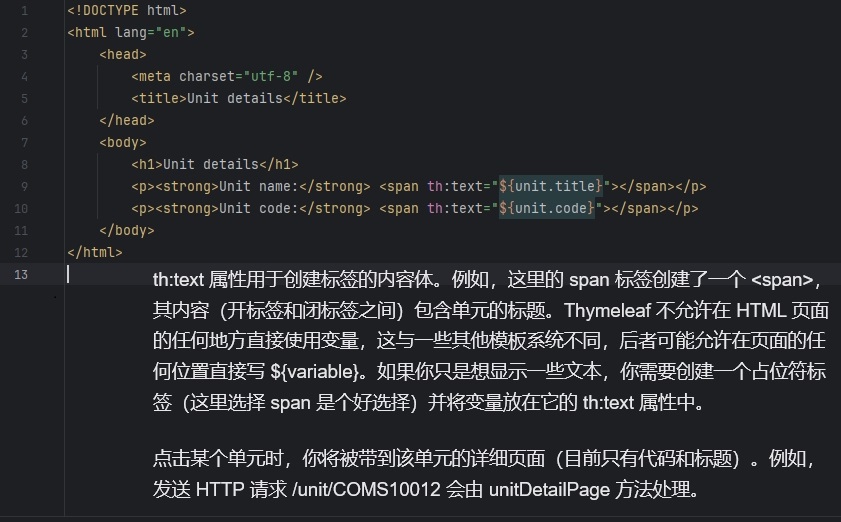 1 <!DOCTYPE html>
2 <html lang="en">
3 <head>
4 <meta charset="utf-8" />
5 <title>Unit details</title>
6 </head>
7 <body>
8 <h1>Unit details</h1>
9 <p><strong>Unit name:</strong> <span th:text="${unit.title}"></span></p>
10 <p><strong>Unit code:</strong> <span th:text="${unit.code}"></span></p>
11 </body>
12 </html>
13
th:text 属性用于创建标签的内容体。例如，这里的 span 标签创建了一个 <span>，
其内容（开标签和闭标签之间）包含单元的标题。Thymeleaf 不允许在 HTML 页面
的任何地方直接使用变量，这与一些其他模板系统不同，后者可能允许在页面的任
何位置直接写 ${variable}。如果你只是想显示一些文本，你需要创建一个占位符标
签（这里选择 span 是个好选择）并将变量放在它的 th:text 属性中。
点击某个单元时，你将被带到该单元的详细页面（目前只有代码和标题）。例如，
发送 HTTP 请求 /unit/COMS10012 会由 unitDetailPage 方法处理。